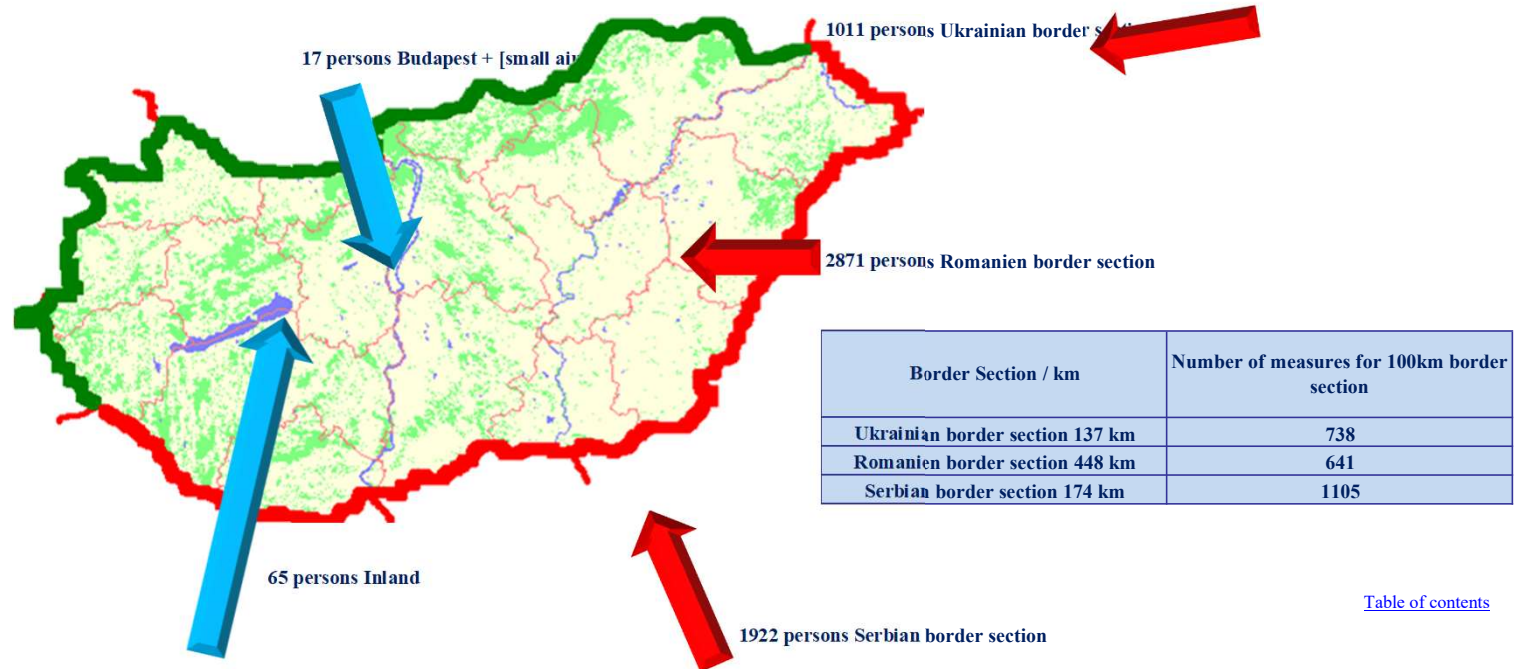 1011 persons Ukrainian border
17 persons Budapest + [small
2871 persons Romanien border section
Border Section / km
Number of measures for 100km border
section
Ukrainian border section 137 km
738
Romanien border section 448 km
641
Serbian border section 174 km
1105
65 persons Inland
Table of contents
1922 persons Serbian border section